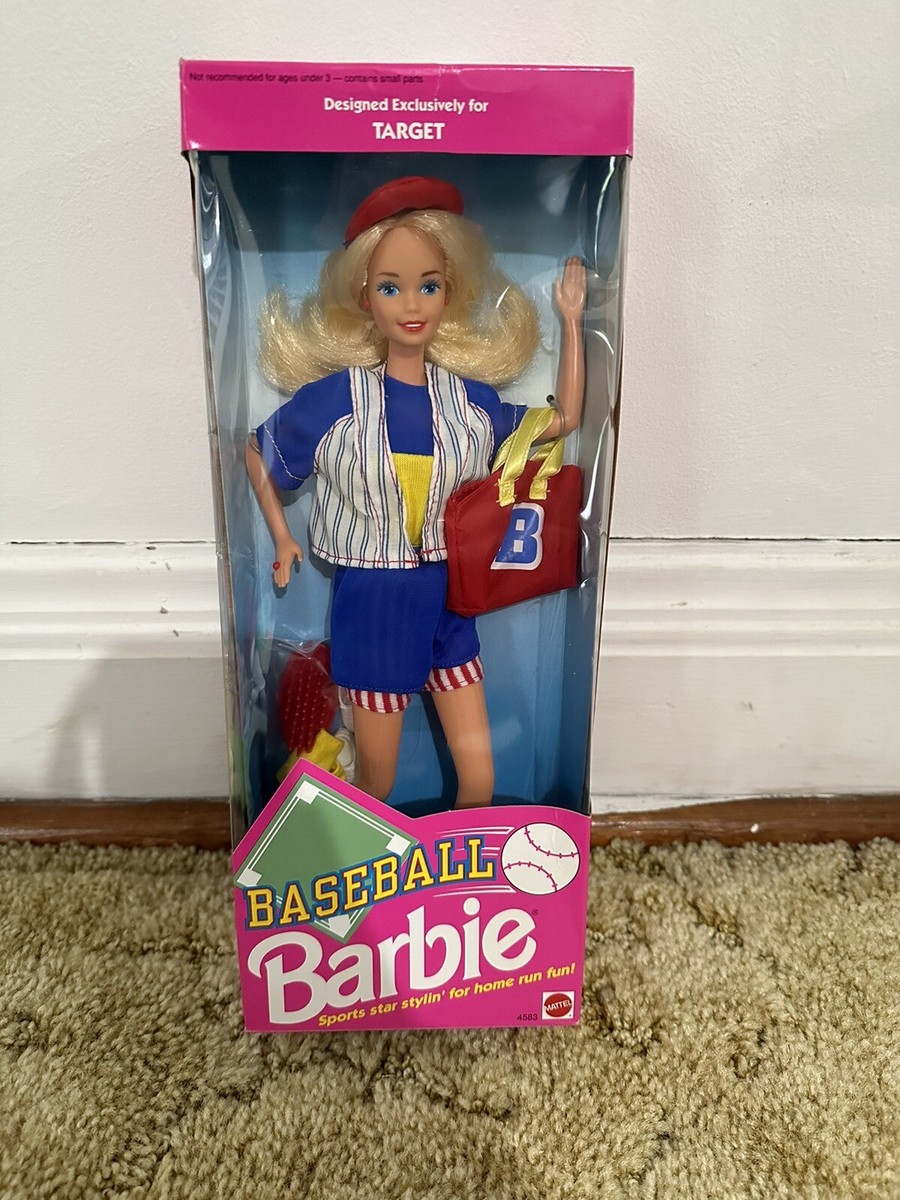 Not recommended for ages under 3 — contains small parts.
Designed Exclusively for
TARGET
B
BASEBALL
Barbie®
Sports star stylin' for home run fun!
4583
MATTEL